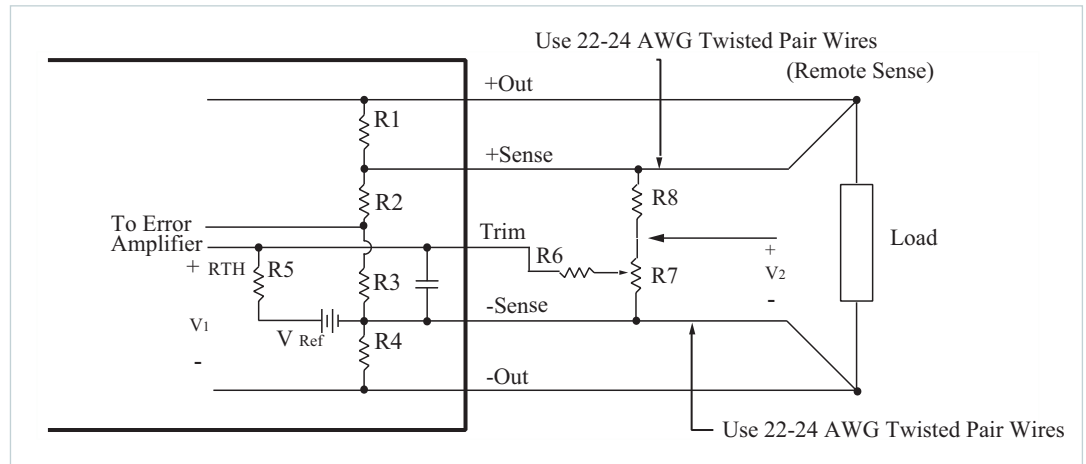 Use 22-24 AWG Twisted Pair Wires
(Remote Sense)
+Out
R1
+Sense
R2
R8
To Error
Amplifier
Trim
+
RTH
R5
R3
R6
R7
+
V2
-
Load
V1
-
V Ref
-Sense
R4
-Out
Use 22-24 AWG Twisted Pair Wires